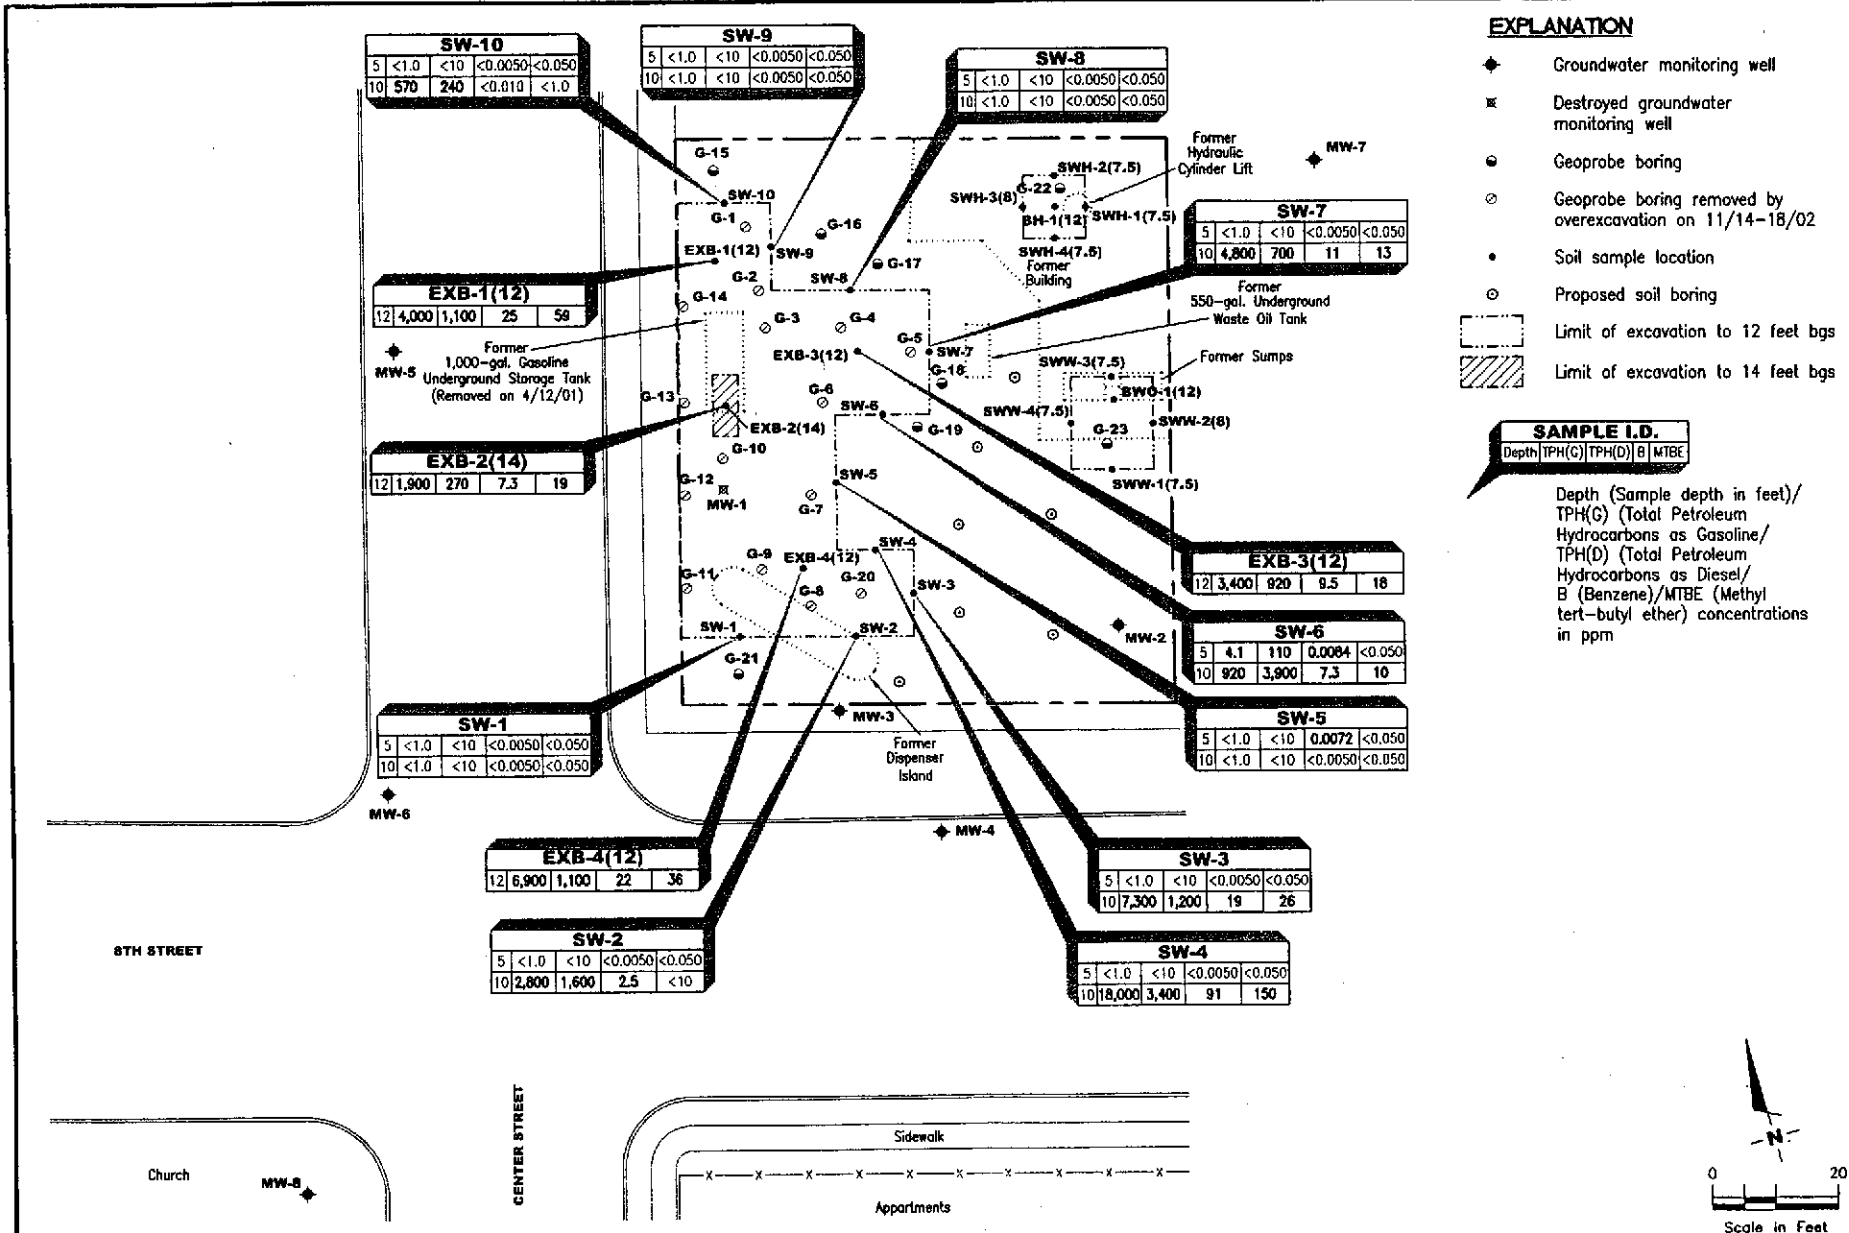 SW-10
5 <1.0 <10 <0.0050 <0.050
10 570 240 <0.010 <1.0
SW-9
5 <1.0 <10 <0.0050 <0.050
10 <1.0 <10 <0.0050 <0.050
SW-8
5 <1.0 <10 <0.0050 <0.050
10 <1.0 <10 <0.0050 <0.050
EXPLANATION
Groundwater monitoring well
Destroyed groundwater
monitoring well
Geoprobe boring
Geoprobe boring removed by
overexcavation on 11/14-18/02
Soil sample location
Proposed soil boring
Limit of excavation to 12 feet bgs
Limit of excavation to 14 feet bgs
SAMPLE I.D.
Depth TPH(G) TPH(D) B MTBE
Depth (Sample depth in feet)/
TPH(G) (Total Petroleum
Hydrocarbons as Gasoline/
TPH(D) (Total Petroleum
Hydrocarbons as Diesel/
B (Benzene)/MTBE (Methyl
tert-butyl ether) concentrations
in ppm
Former
Hydraulic
Cylinder Lift
MW-7
G-15
SW-10
G-1
G-16
SW-9
EXB-1(12)
G-17
G-2
SW-8
SWH-2(7.5)
G-22
SWH-3(8)
BH-1(12)
SWH-1(7.5)
SWH-4(7.5)
Former
Building
SW-7
5 <1.0 <10 <0.0050 <0.050
10 4,800 700 11 13
EXB-1(12)
12 4,000 1,100 25 59
G-14
G-3
G-4
G-5
EXB-3(12)
SW-7
G-18
Former
550-gal. Underground
Waste Oil Tank
Former Sumps
MW-5
Former
1,000-gal. Gasoline
Underground Storage Tank
(Removed on 4/12/01)
G-13
G-6
SW-6
G-19
SWW-3(7.5)
BWO-1(12)
SWW-4(7.5)
SWW-2(8)
G-23
SWW-1(7.5)
EXB-2(14)
G-10
EXB-2(14)
12 1,900 270 7.3 19
G-12
MW-1
G-7
SW-5
SW-4
EXB-4(12)
G-9
G-11
G-8
G-20
SW-3
SW-1
SW-2
G-21
MW-2
MW-3
Former
Dispenser
Island
EXB-3(12)
12 3,400 920 9.5 18
SW-6
5 4.1 110 0.0084 <0.050
10 920 3,900 7.3 10
SW-5
5 <1.0 <10 0.0072 <0.050
10 <1.0 <10 <0.0050 <0.050
SW-1
5 <1.0 <10 <0.0050 <0.050
10 <1.0 <10 <0.0050 <0.050
MW-6
MW-4
EXB-4(12)
12 6,900 1,100 22 36
SW-3
5 <1.0 <10 <0.0050 <0.050
10 7,300 1,200 19 26
SW-2
5 <1.0 <10 <0.0050 <0.050
10 2,800 1,600 2.5 <10
SW-4
5 <1.0 <10 <0.0050 <0.050
10 18,000 3,400 91 150
8TH STREET
CENTER STREET
Church
MW-8
Sidewalk
x x x x x x x x x
Appartments
N
0 20
Scale in Feet